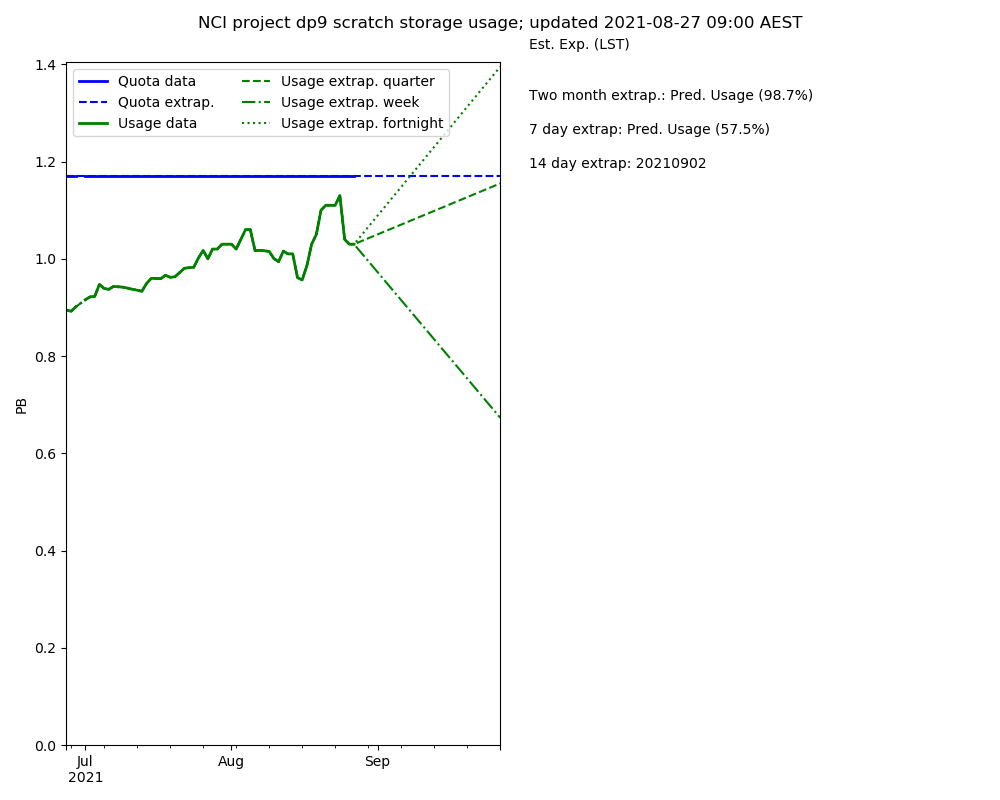 NCI project dp9 scratch storage usage; updated 2021-08-27 09:00 AEST
Est. Exp. (LST)
Two month extrap.: Pred. Usage (98.7%)
7 day extrap: Pred. Usage (57.5%)
14 day extrap: 20210902
Quota data
Quota extrap.
Usage data
Usage extrap. quarter
Usage extrap. week
Usage extrap. fortnight
PB
1.4
1.2
1.0
0.8
0.6
0.4
0.2
0.0
Jul
2021
Aug
Sep